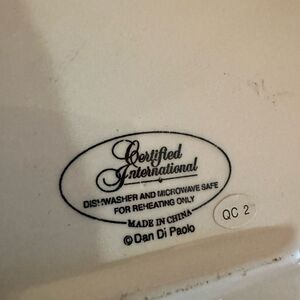 Certified
International
DISHWASHER AND MICROWAVE SAFE
FOR REHEATING ONLY
MADE IN CHINA
© Dan Di Paolo
QC 2